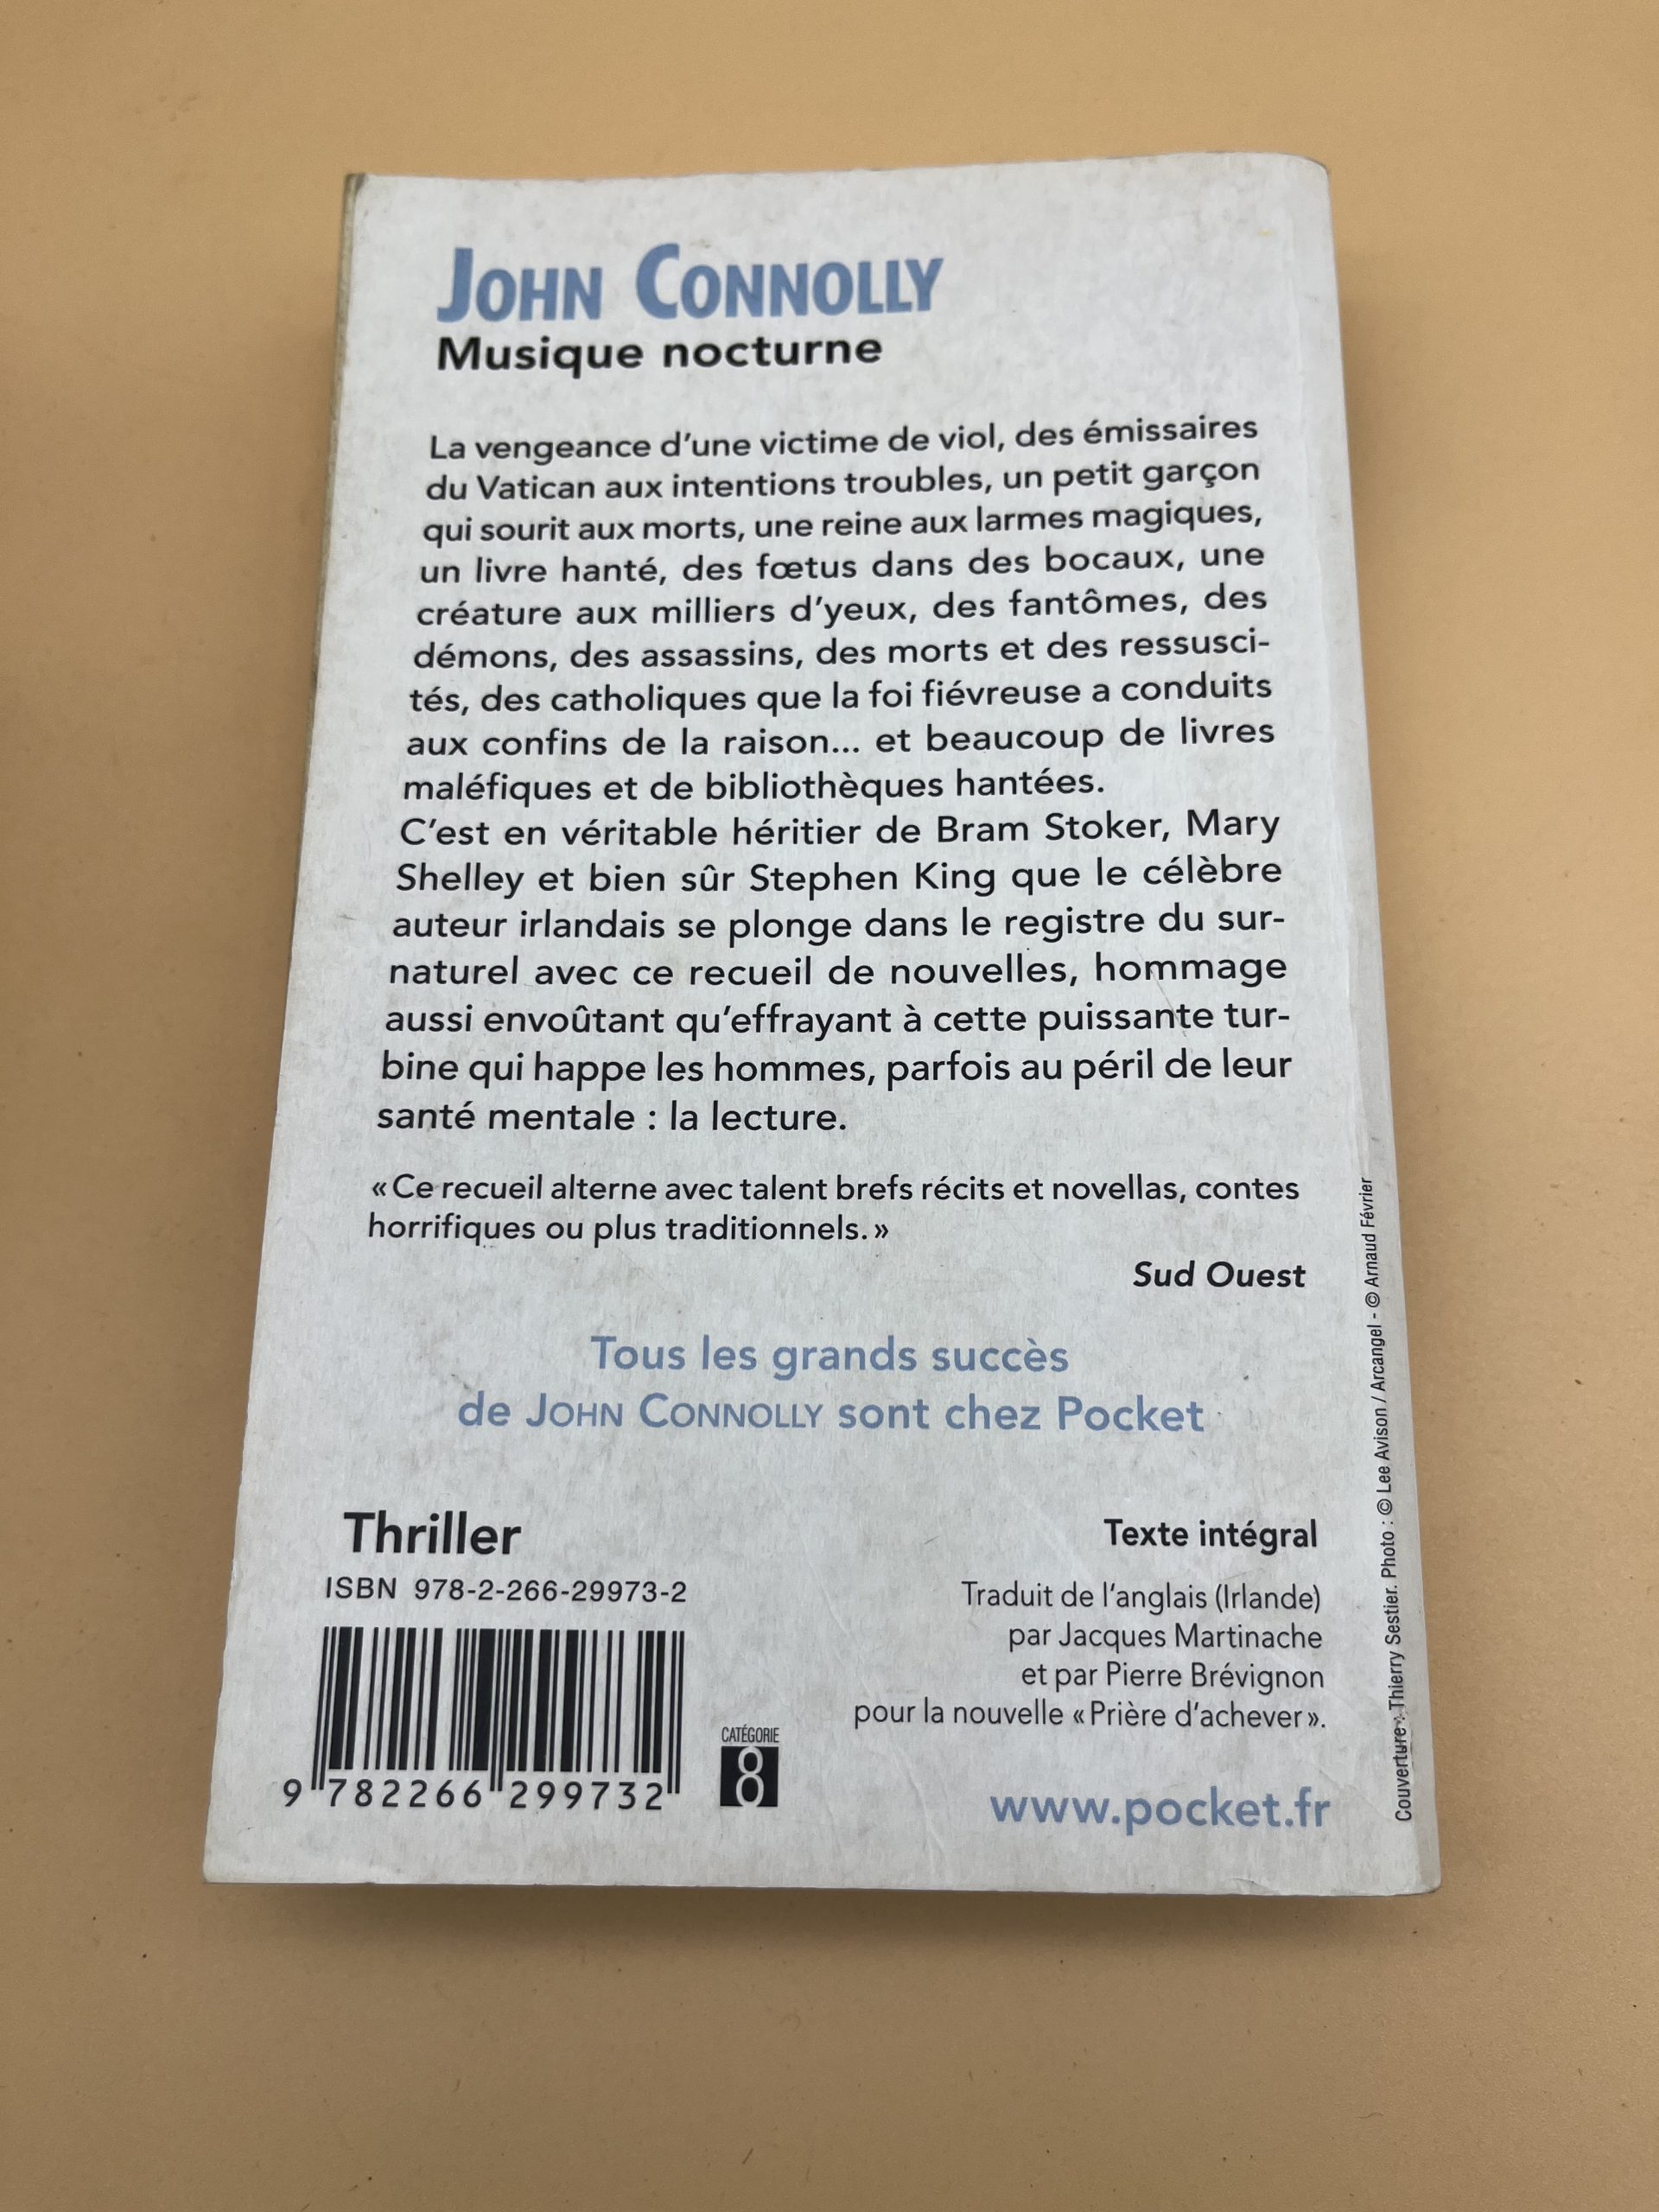 JOHN CONNOLLY
Musique nocturne
La vengeance d'une victime de viol, des émissaires
du Vatican aux intentions troubles, un petit garçon
qui sourit aux morts, une reine aux larmes magiques,
un livre hanté, des fœtus dans des bocaux, une
créature aux milliers d'yeux, des fantômes, des
démons, des assassins, des morts et des ressusci-
tés, des catholiques que la foi fiévreuse a conduits
aux confins de la raison... et beaucoup de livres
maléfiques et de bibliothèques hantées.
C'est en véritable héritier de Bram Stoker, Mary
Shelley et bien sûr Stephen King que le célèbre
auteur irlandais se plonge dans le registre du sur-
naturel avec ce recueil de nouvelles, hommage
aussi envoûtant qu'effrayant à cette puissante tur-
bine qui happe les hommes, parfois au péril de leur
santé mentale : la lecture.
« Ce recueil alterne avec talent brefs récits et novellas, contes
horrifiques ou plus traditionnels. »
Sud Ouest
Tous les grands succès
de JOHN CONNOLLY sont chez Pocket
Thriller
ISBN 978-2-266-29973-2
9 782266 299732
CATÉGORIE
8
Texte intégral
Traduit de l'anglais (Irlande)
par Jacques Martinache
et par Pierre Brévignon
pour la nouvelle « Prière d'achever ».
www.pocket.fr
Couverture : Thierry Sestier. Photo : © Lee Avison / Arcangel - © Arnaud Février